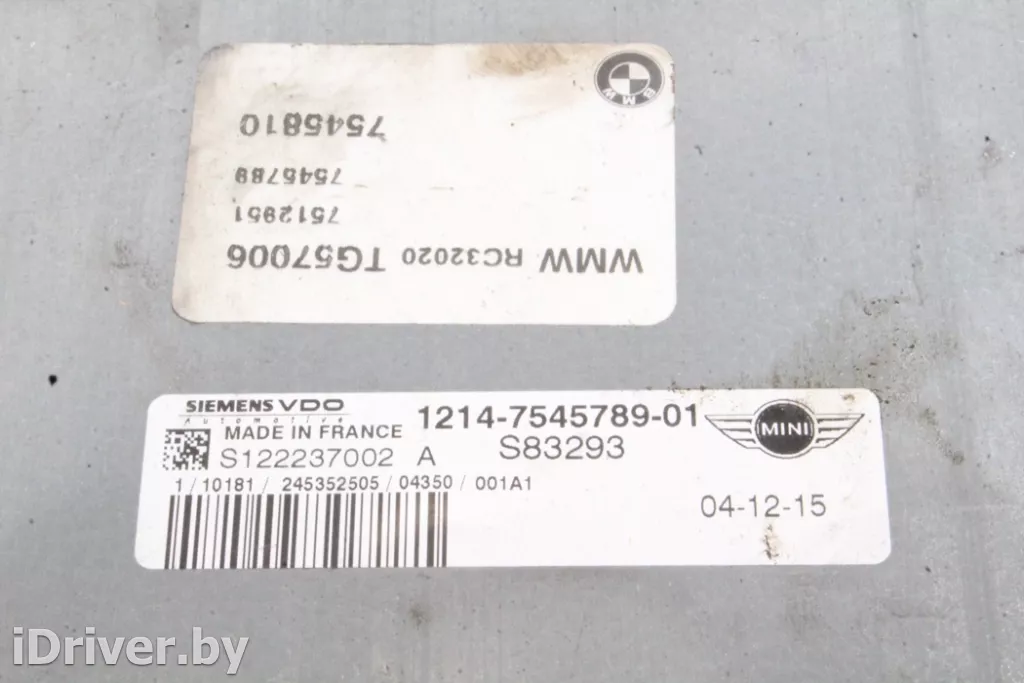 BMW
7545810
7545789
7512951
WMW RC32020 TG57006
SIEMENS VDO
Automotive
MADE IN FRANCE
1214-7545789-01
MINI
S122237002 A
S83293
1/10181/245352505/04350/001A1
04-12-15
iDriver.by